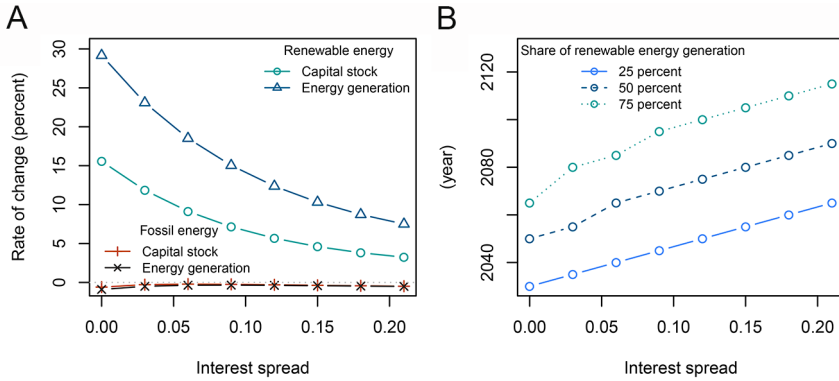 A
Rate of change (percent)
30
25
20
15
10
5
0
Renewable energy
Capital stock
Energy generation
Fossil energy
Capital stock
Energy generation
0.00 0.05 0.10 0.15 0.20
Interest spread
B
(year)
2120
2080
2040
Share of renewable energy generation
25 percent
50 percent
75 percent
0.00 0.05 0.10 0.15 0.20
Interest spread